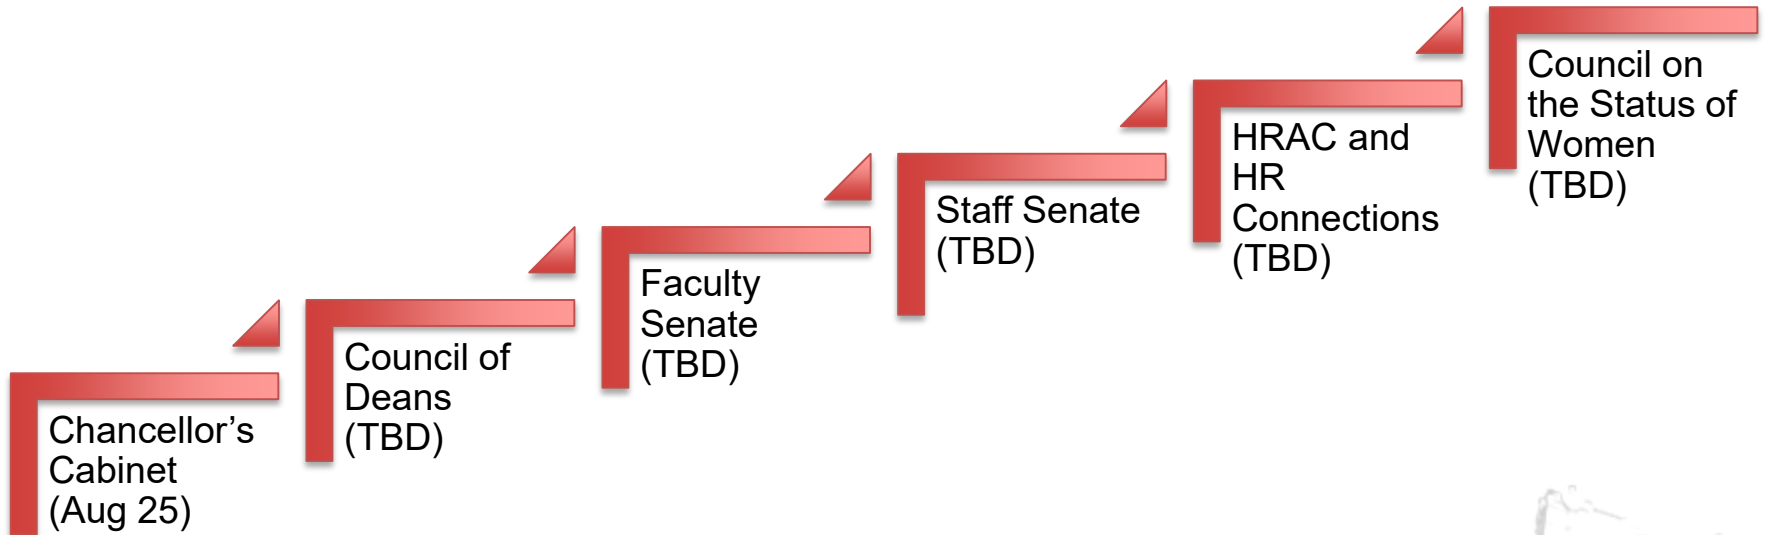 Chancellor’s
Cabinet
(Aug 25)
Council of
Deans
(TBD)
Faculty
Senate
(TBD)
Staff Senate
(TBD)
HRAC and
HR
Connections
(TBD)
Council on
the Status of
Women
(TBD)